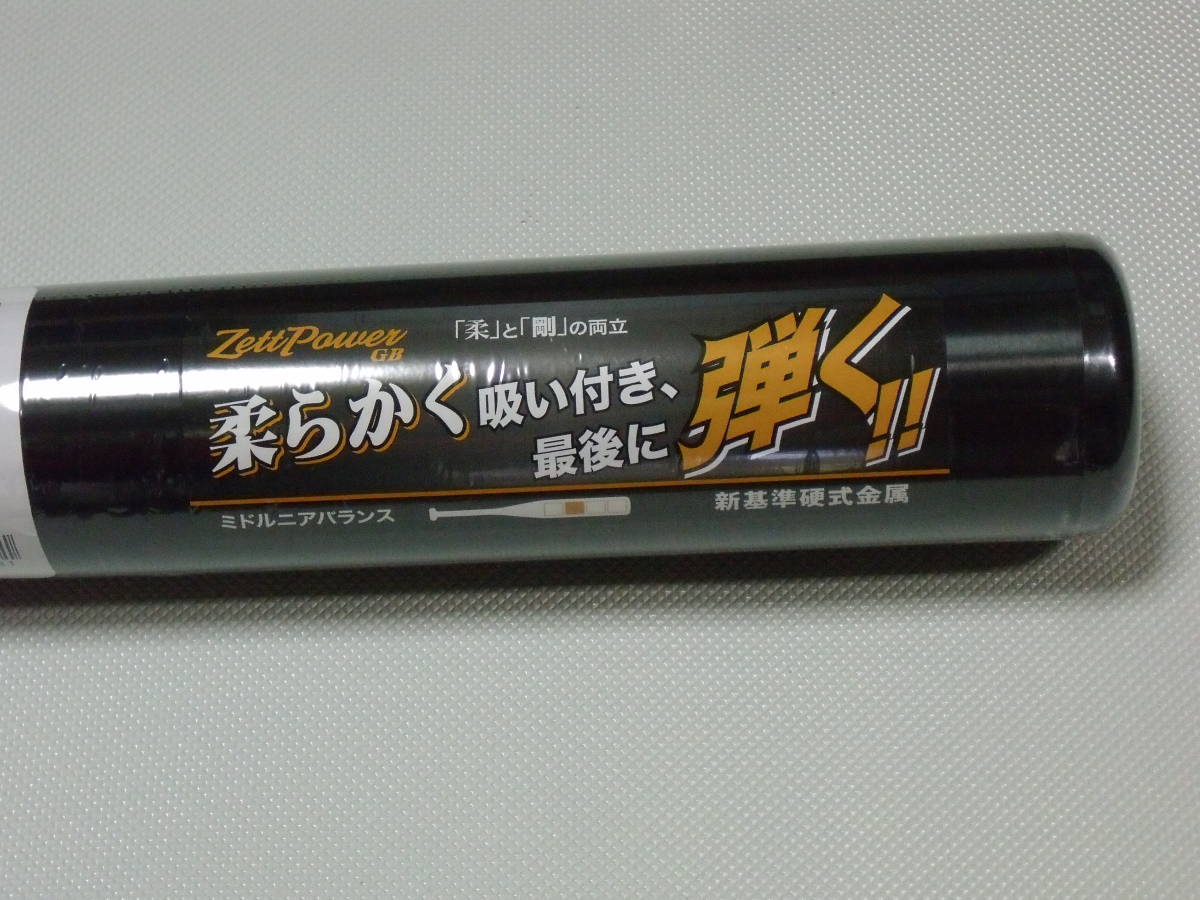 ZettPower
GB
「柔」と「剛」の両立
柔らかく吸い付き、
最後に
弾く!!
ミドルニアバランス
新基準硬式金属